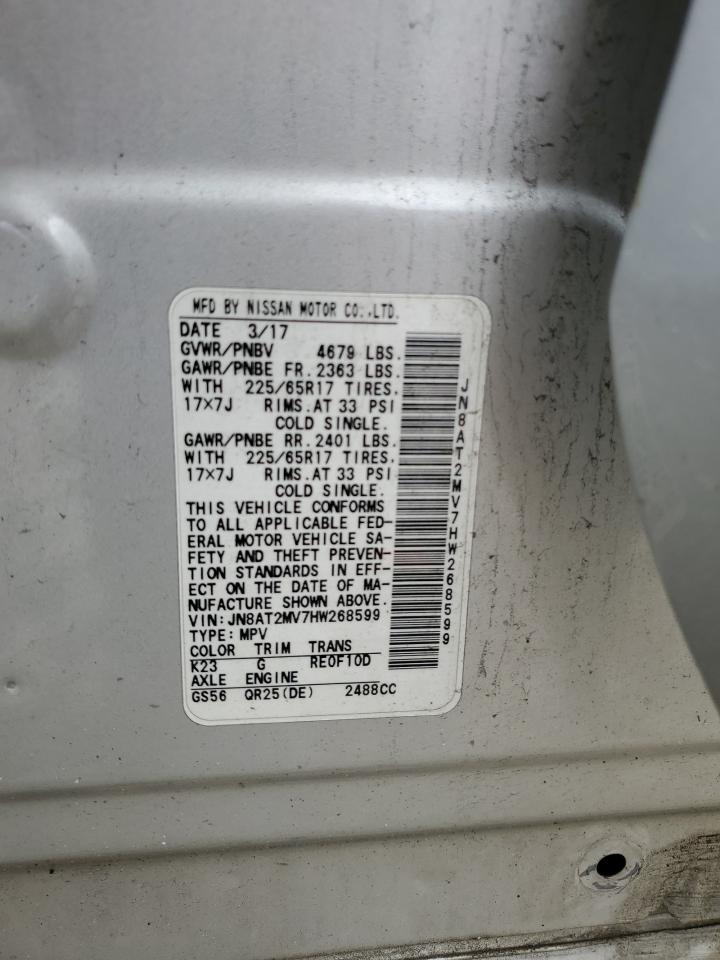 MFD BY NISSAN MOTOR CO.,LTD.
DATE 3/17
GVWR/PNBV 4679 LBS.
GAWR/PNBE FR. 2363 LBS.
WITH 225/65R17 TIRES.
17×7J RIMS. AT 33 PSI
COLD SINGLE.
GAWR/PNBE RR. 2401 LBS.
WITH 225/65R17 TIRES.
17×7J RIMS. AT 33 PSI
COLD SINGLE.
THIS VEHICLE CONFORMS
TO ALL APPLICABLE FED-
ERAL MOTOR VEHICLE SA-
FETY AND THEFT PREVEN-
TION STANDARDS IN EFF-
ECT ON THE DATE OF MA-
NUFACTURE SHOWN ABOVE.
VIN:JN8AT2MV7HW268599
TYPE:MPV
COLOR TRIM TRANS
K23 G RE0F10D
AXLE ENGINE
GS56 QR25(DE) 2488CC
JN8AT2MV7HW268599